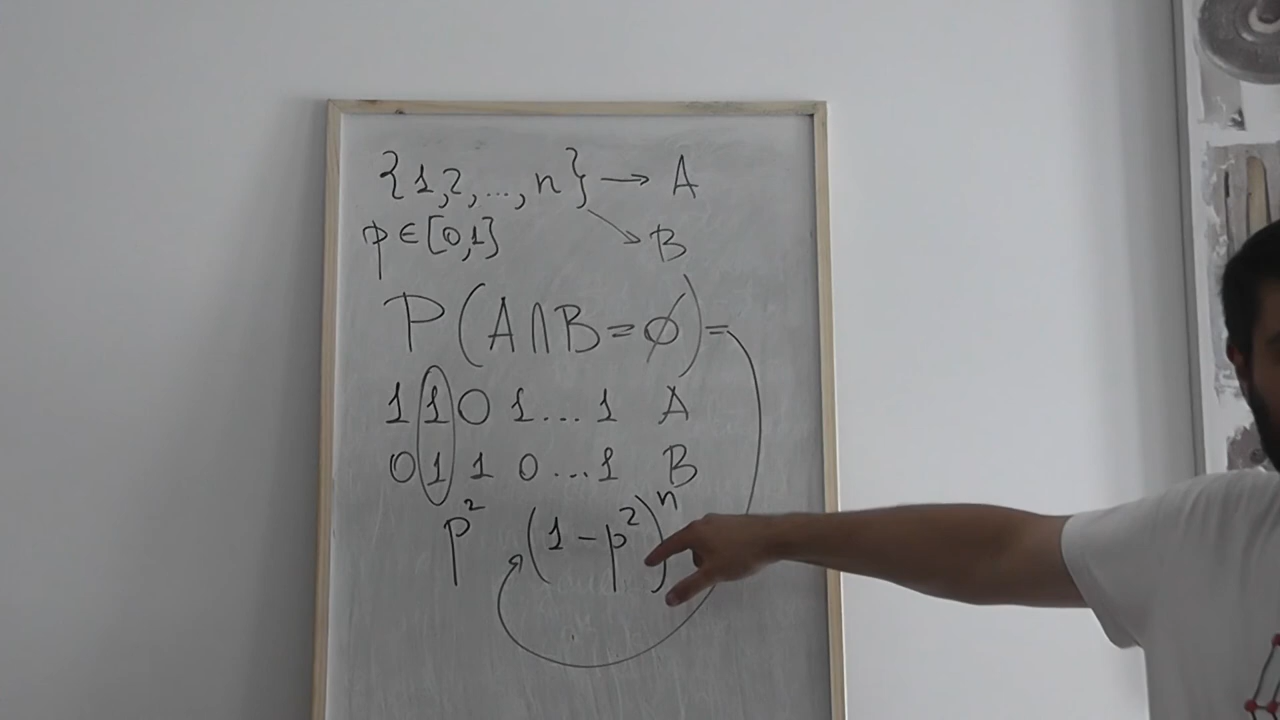 {1,2,...,n} → A
p ∈ [0,1] ↘ B
P(A∩B=∅)=
1 1 0 1...1 A
0 1 1 0...1 B
p² (1-p²)ⁿ